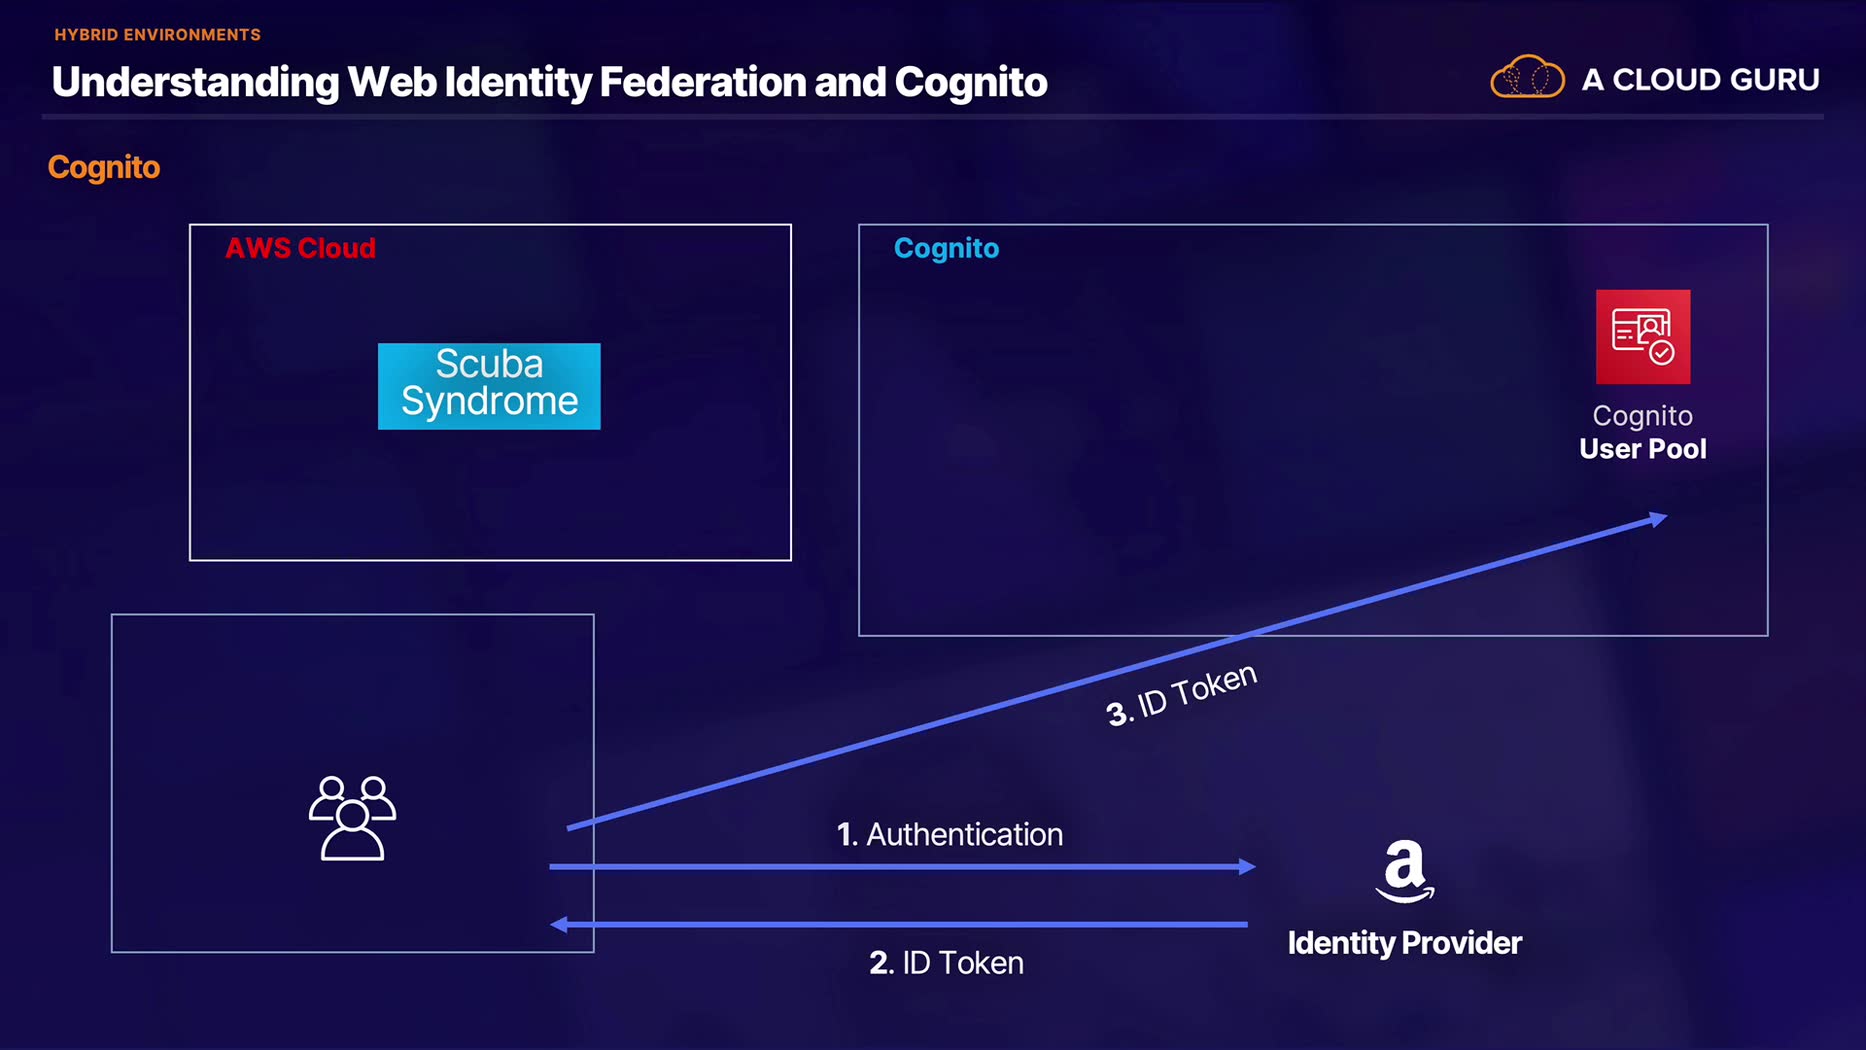 HYBRID ENVIRONMENTS
Understanding Web Identity Federation and Cognito
A CLOUD GURU
Cognito
AWS Cloud
Scuba
Syndrome
Cognito
Cognito
User Pool
3. ID Token
1. Authentication
2. ID Token
a
Identity Provider